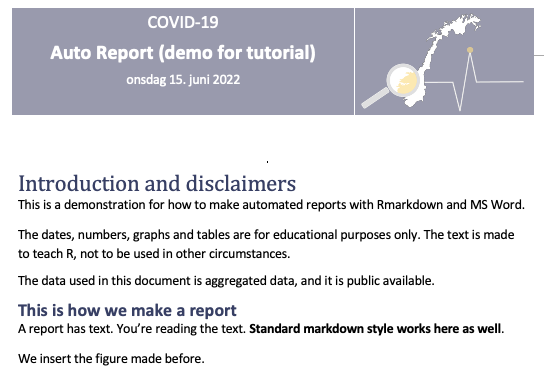 COVID-19
Auto Report (demo for tutorial)
onsdag 15. juni 2022
Introduction and disclaimers
This is a demonstration for how to make automated reports with Rmarkdown and MS Word.
The dates, numbers, graphs and tables are for educational purposes only. The text is made
to teach R, not to be used in other circumstances.
The data used in this document is aggregated data, and it is public available.
This is how we make a report
A report has text. You're reading the text. Standard markdown style works here as well.
We insert the figure made before.